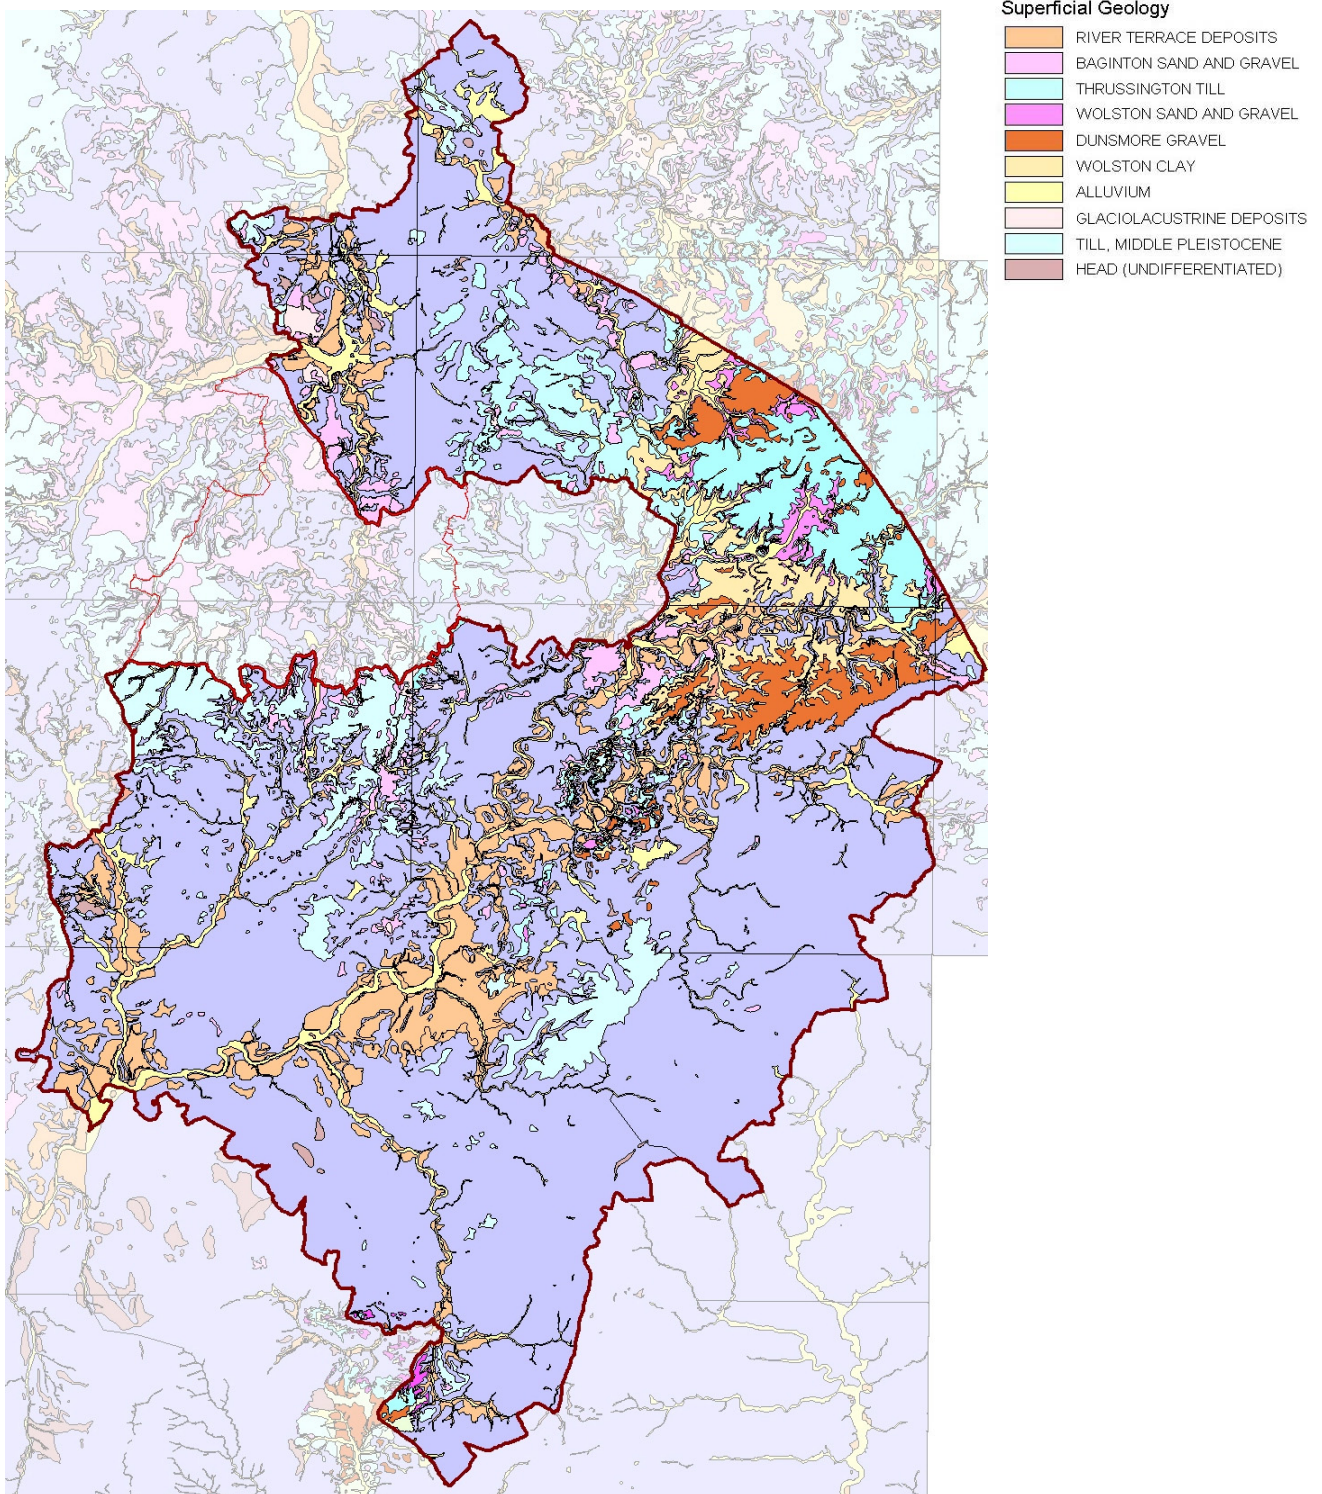 Superficial Geology
RIVER TERRACE DEPOSITS
BAGINTON SAND AND GRAVEL
THRUSSINGTON TILL
WOLSTON SAND AND GRAVEL
DUNSMORE GRAVEL
WOLSTON CLAY
ALLUVIUM
GLACIOLACUSTRINE DEPOSITS
TILL, MIDDLE PLEISTOCENE
HEAD (UNDIFFERENTIATED)